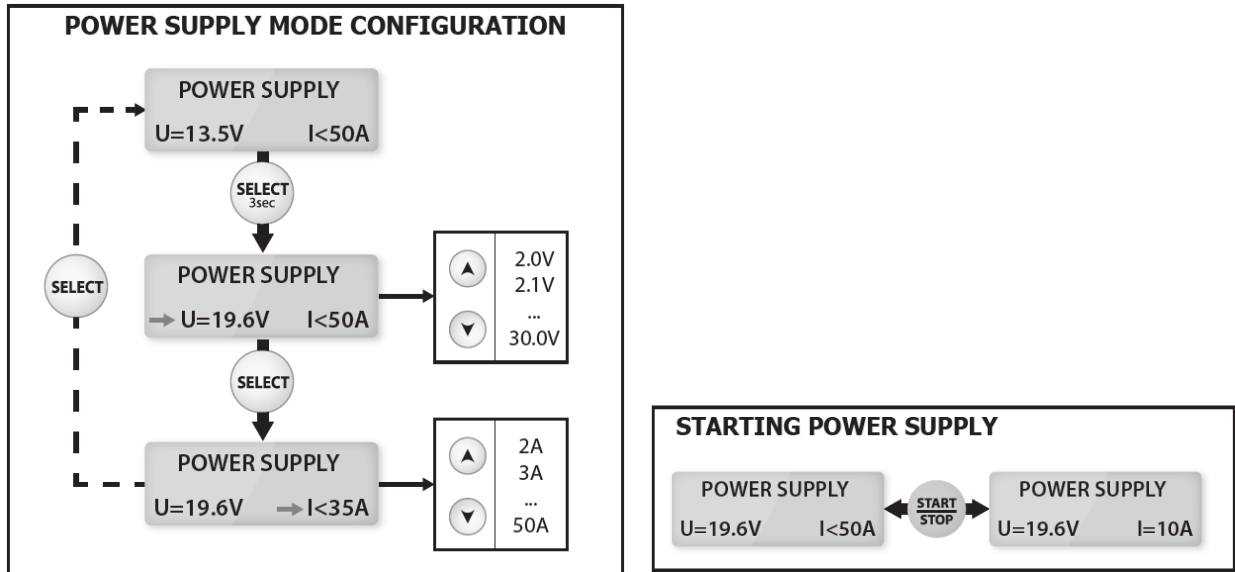 POWER SUPPLY MODE CONFIGURATION
POWER SUPPLY
U=13.5V I<50A
SELECT
3sec
POWER SUPPLY
U=19.6V I<50A
2.0V
2.1V
...
30.0V
SELECT
SELECT
POWER SUPPLY
U=19.6V I<35A
2A
3A
...
50A
STARTING POWER SUPPLY
POWER SUPPLY
U=19.6V I<50A
START
STOP
POWER SUPPLY
U=19.6V I=10A